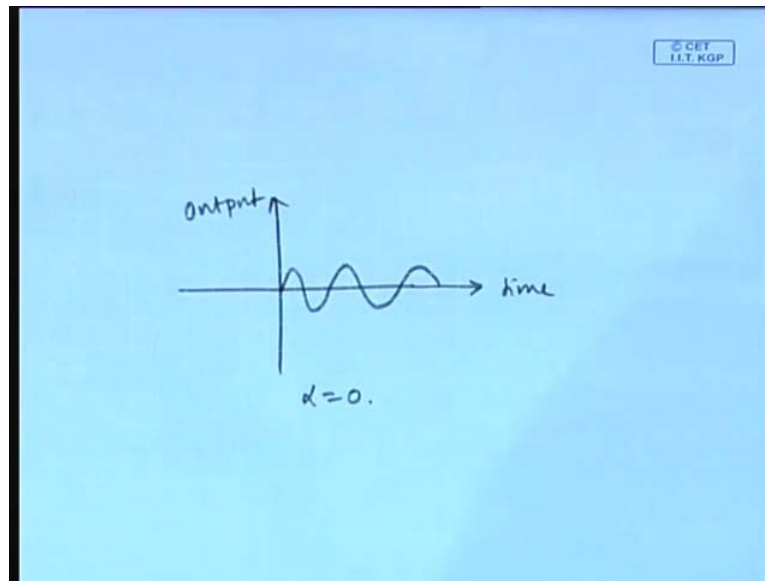 © CET
I.I.T. KGP
output
time
α = 0.